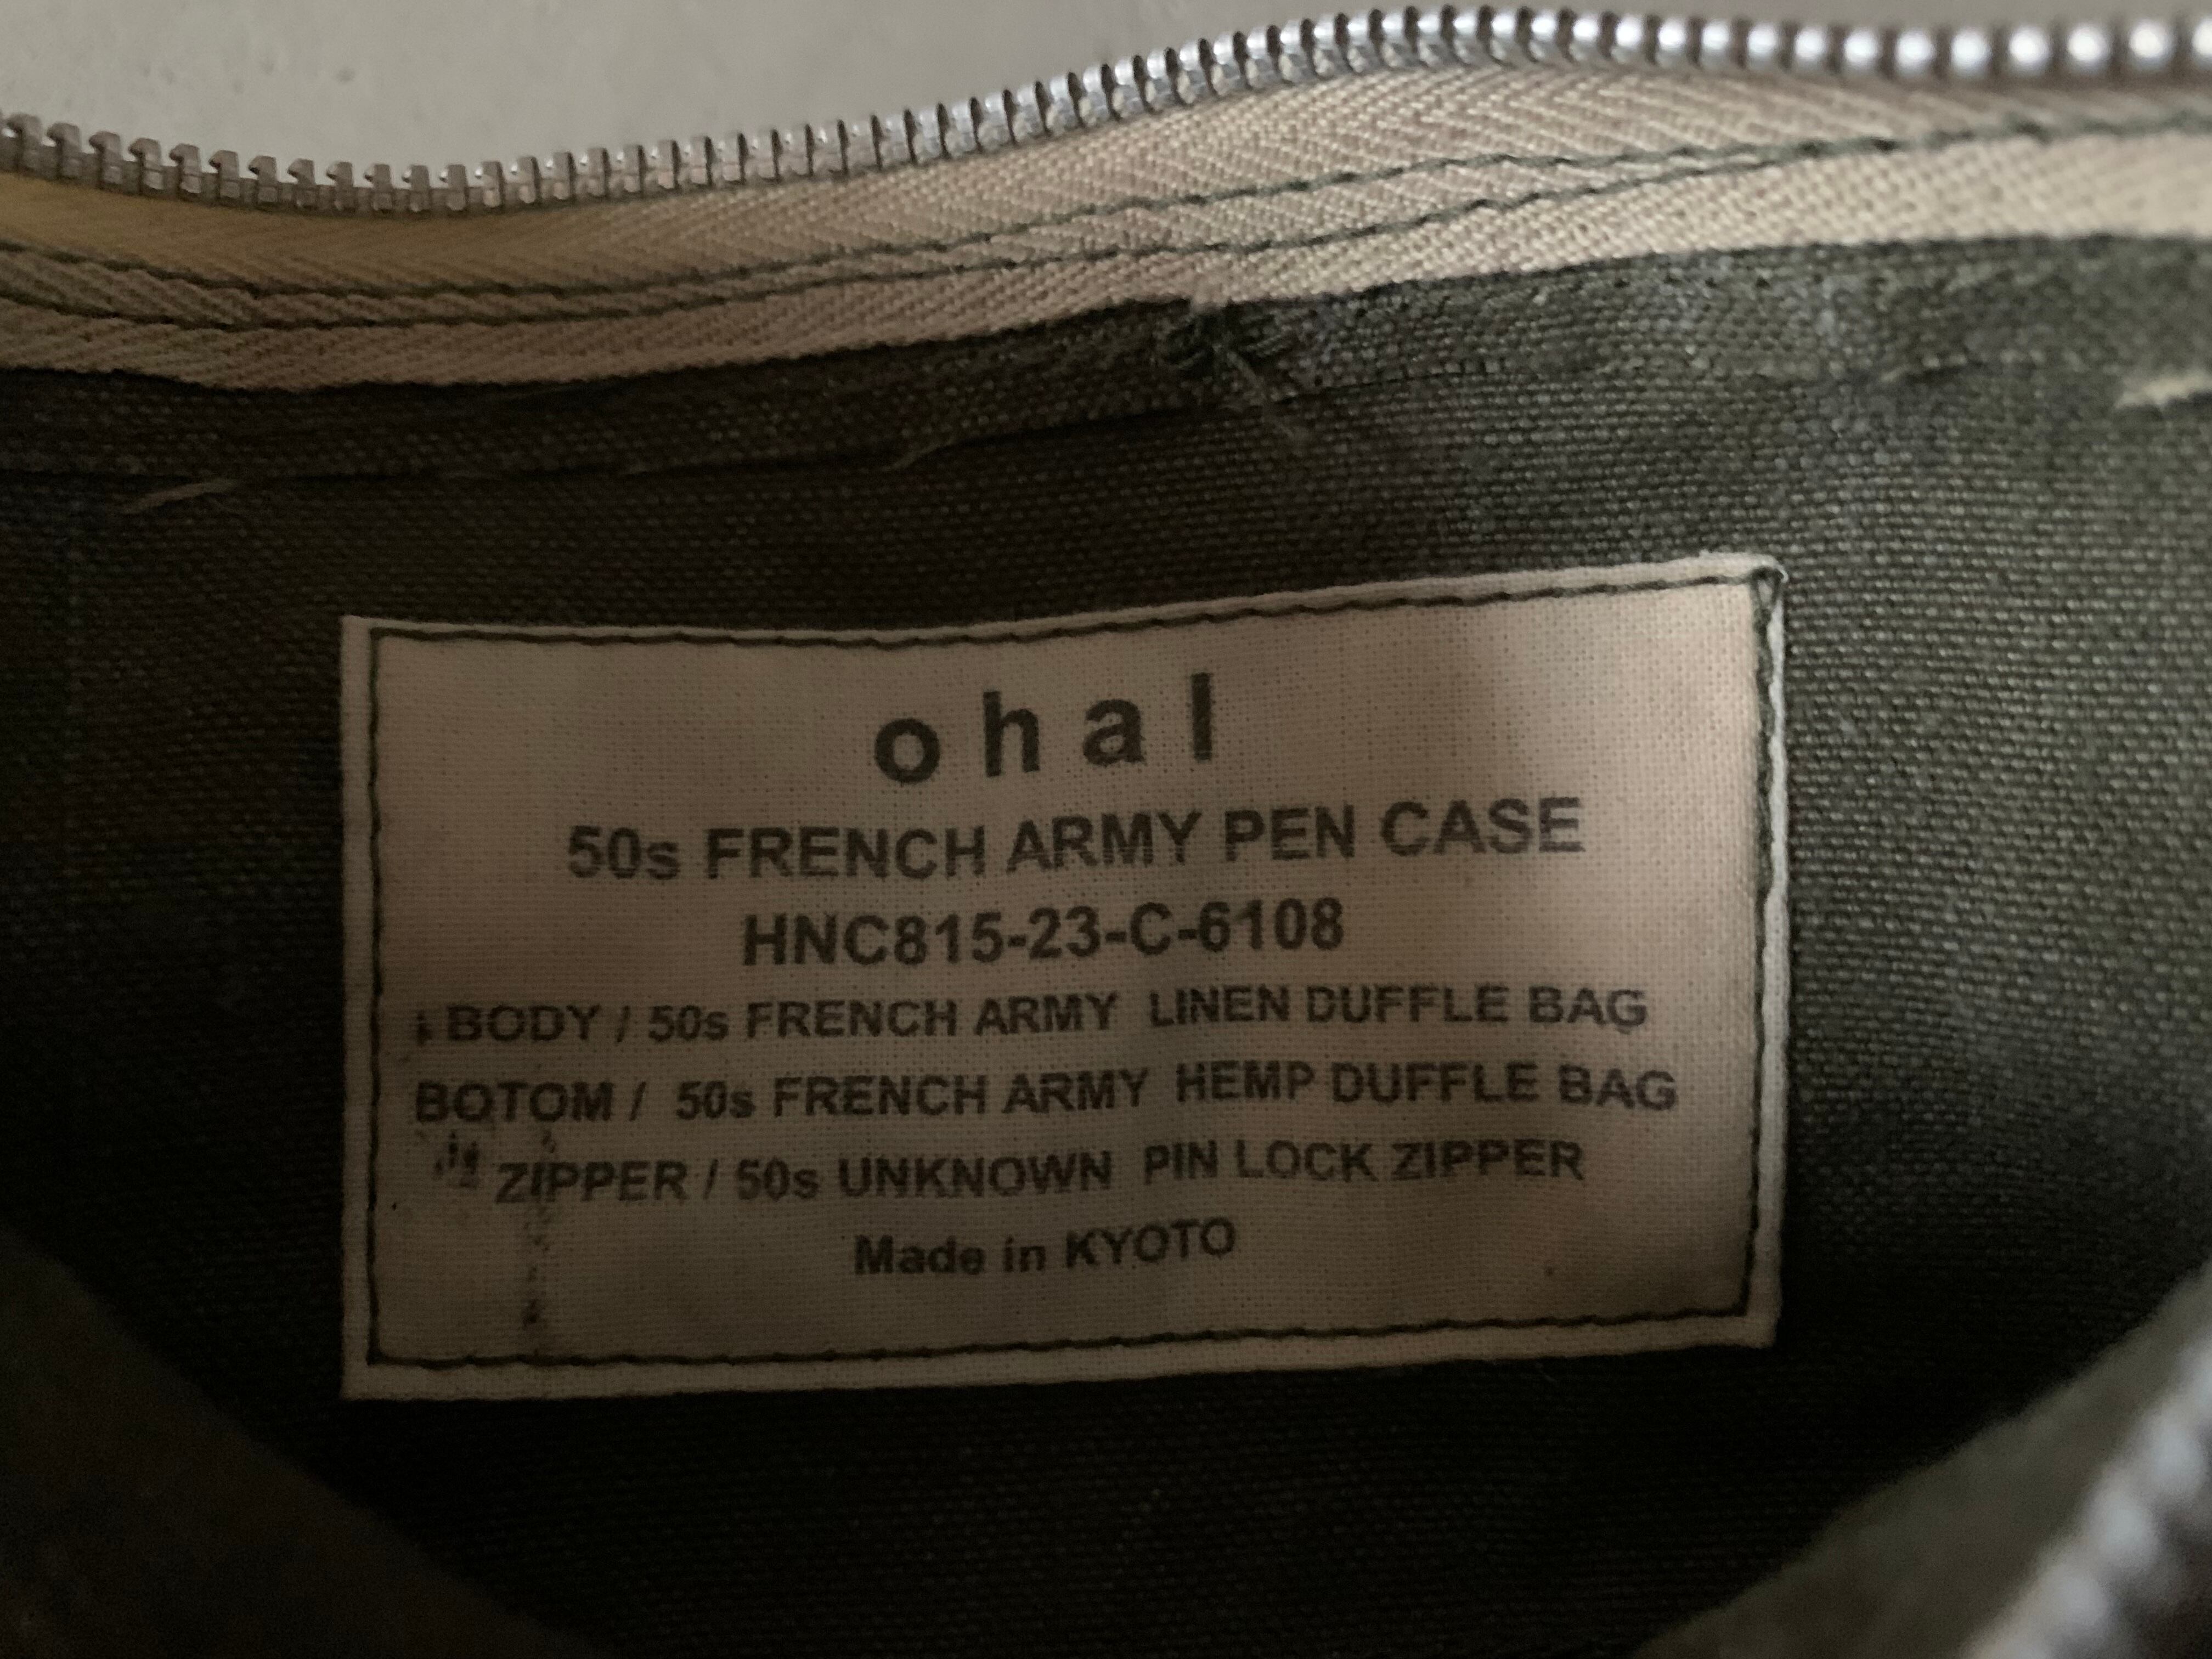 ohal
50s FRENCH ARMY PEN CASE
HNC815-23-C-6108
BODY / 50s FRENCH ARMY LINEN DUFFLE BAG
BOTOM / 50s FRENCH ARMY HEMP DUFFLE BAG
ZIPPER / 50s UNKNOWN PIN LOCK ZIPPER
Made in KYOTO